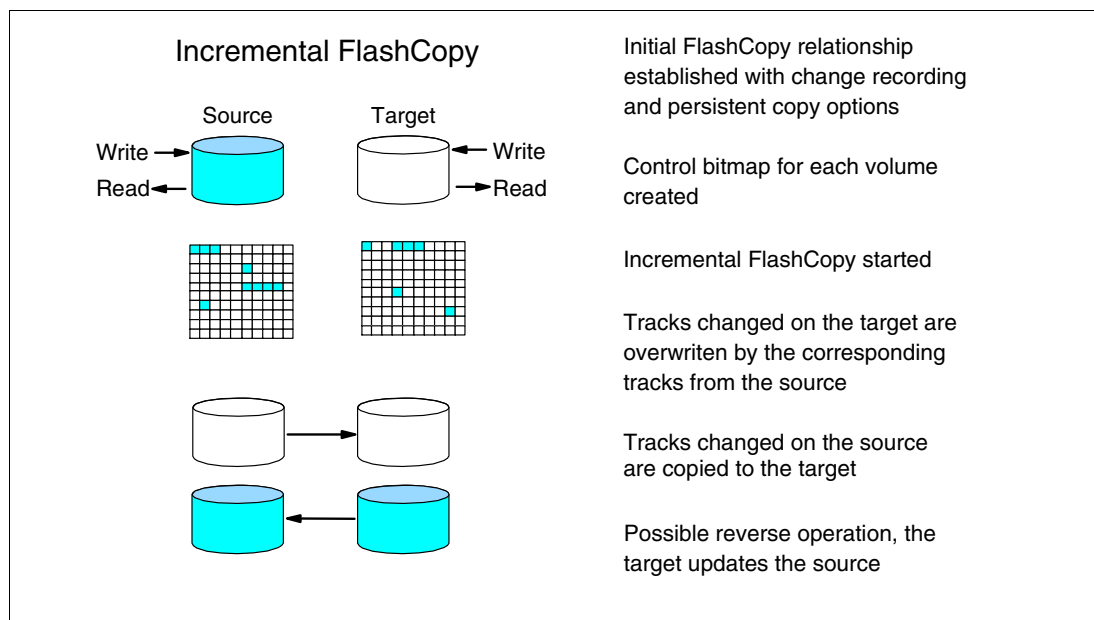 Incremental FlashCopy
Source
Target
Write
Read
Write
Read
Initial FlashCopy relationship
established with change recording
and persistent copy options
Control bitmap for each volume
created
Incremental FlashCopy started
Tracks changed on the target are
overwriten by the corresponding
tracks from the source
Tracks changed on the source
are copied to the target
Possible reverse operation, the
target updates the source